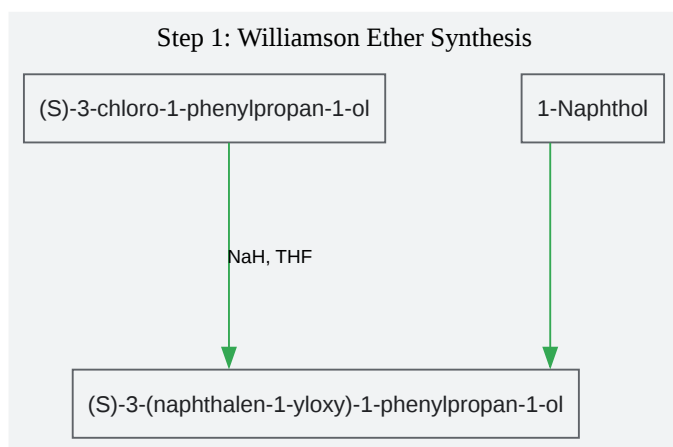 Step 1: Williamson Ether Synthesis
(S)-3-chloro-1-phenylpropan-1-ol
1-Naphthol
NaH, THF
(S)-3-(naphthalen-1-yloxy)-1-phenylpropan-1-ol